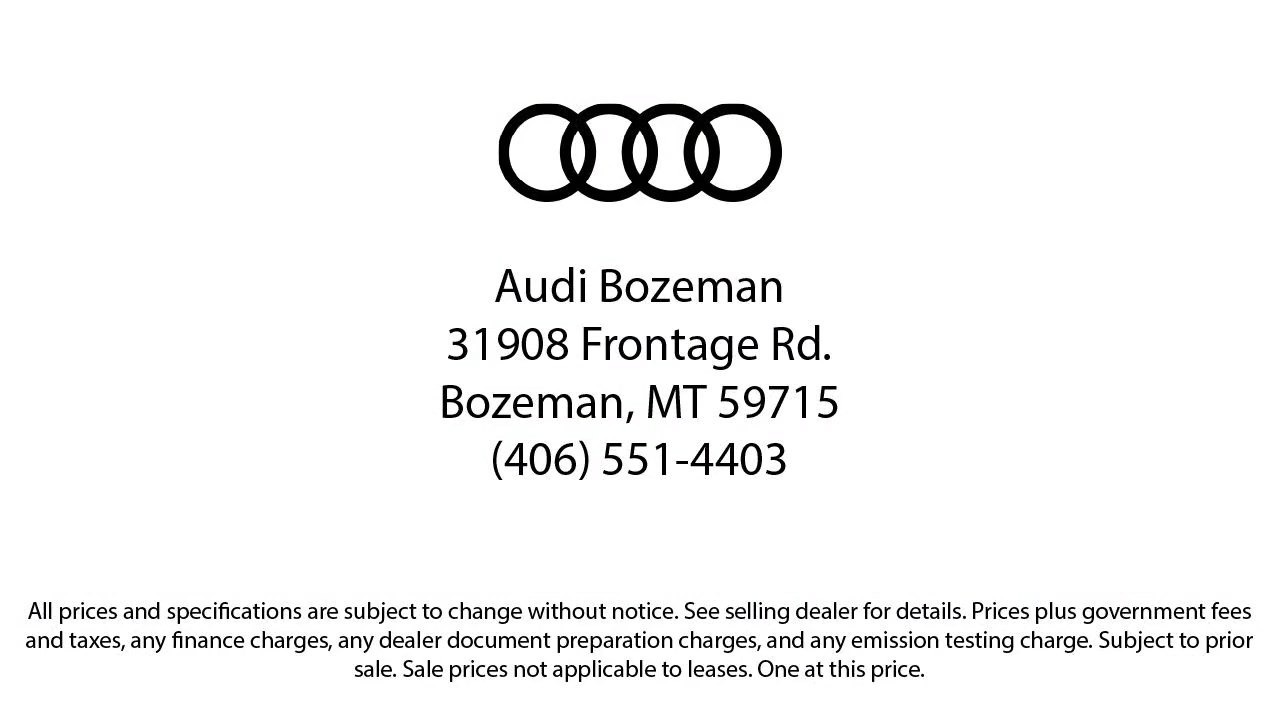 Audi Bozeman
31908 Frontage Rd.
Bozeman, MT 59715
(406) 551-4403
All prices and specifications are subject to change without notice. See selling dealer for details. Prices plus government fees
and taxes, any finance charges, any dealer document preparation charges, and any emission testing charge. Subject to prior
sale. Sale prices not applicable to leases. One at this price.